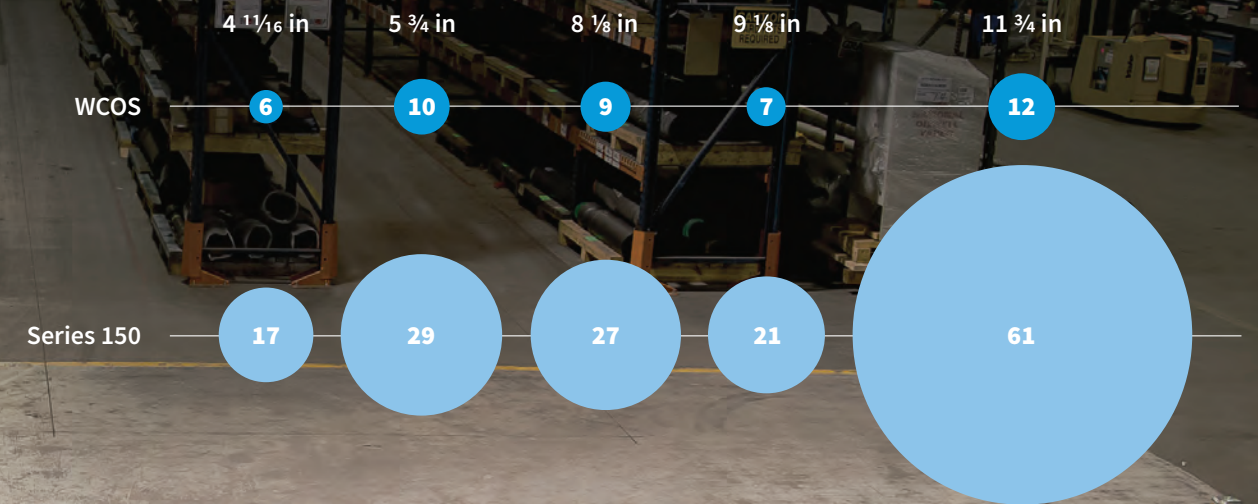 4 ¹¹⁄₁₆ in 5 ¾ in 8 ⅛ in 9 ⅛ in 11 ¾ in
WCOS 6 10 9 7 12
Series 150 17 29 27 21 61
REQUIRED